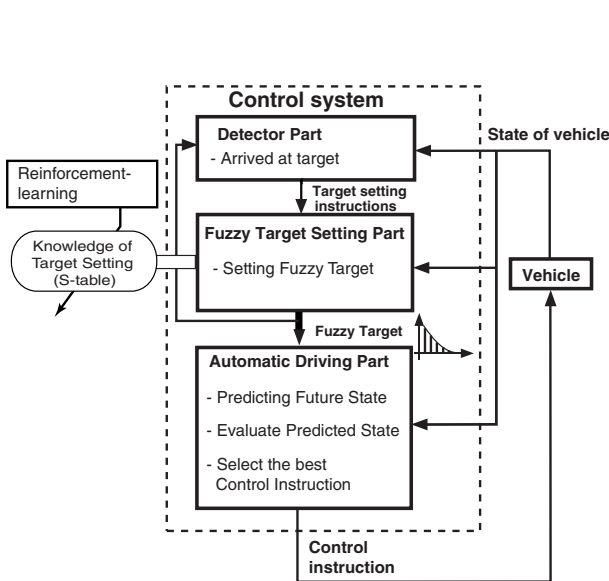 Control system
Detector Part
- Arrived at target
State of vehicle
Reinforcement-
learning
Target setting
instructions
Knowledge of
Target Setting
(S-table)
Fuzzy Target Setting Part
- Setting Fuzzy Target
Vehicle
Fuzzy Target
Automatic Driving Part
- Predicting Future State
- Evaluate Predicted State
- Select the best
Control Instruction
Control
instruction